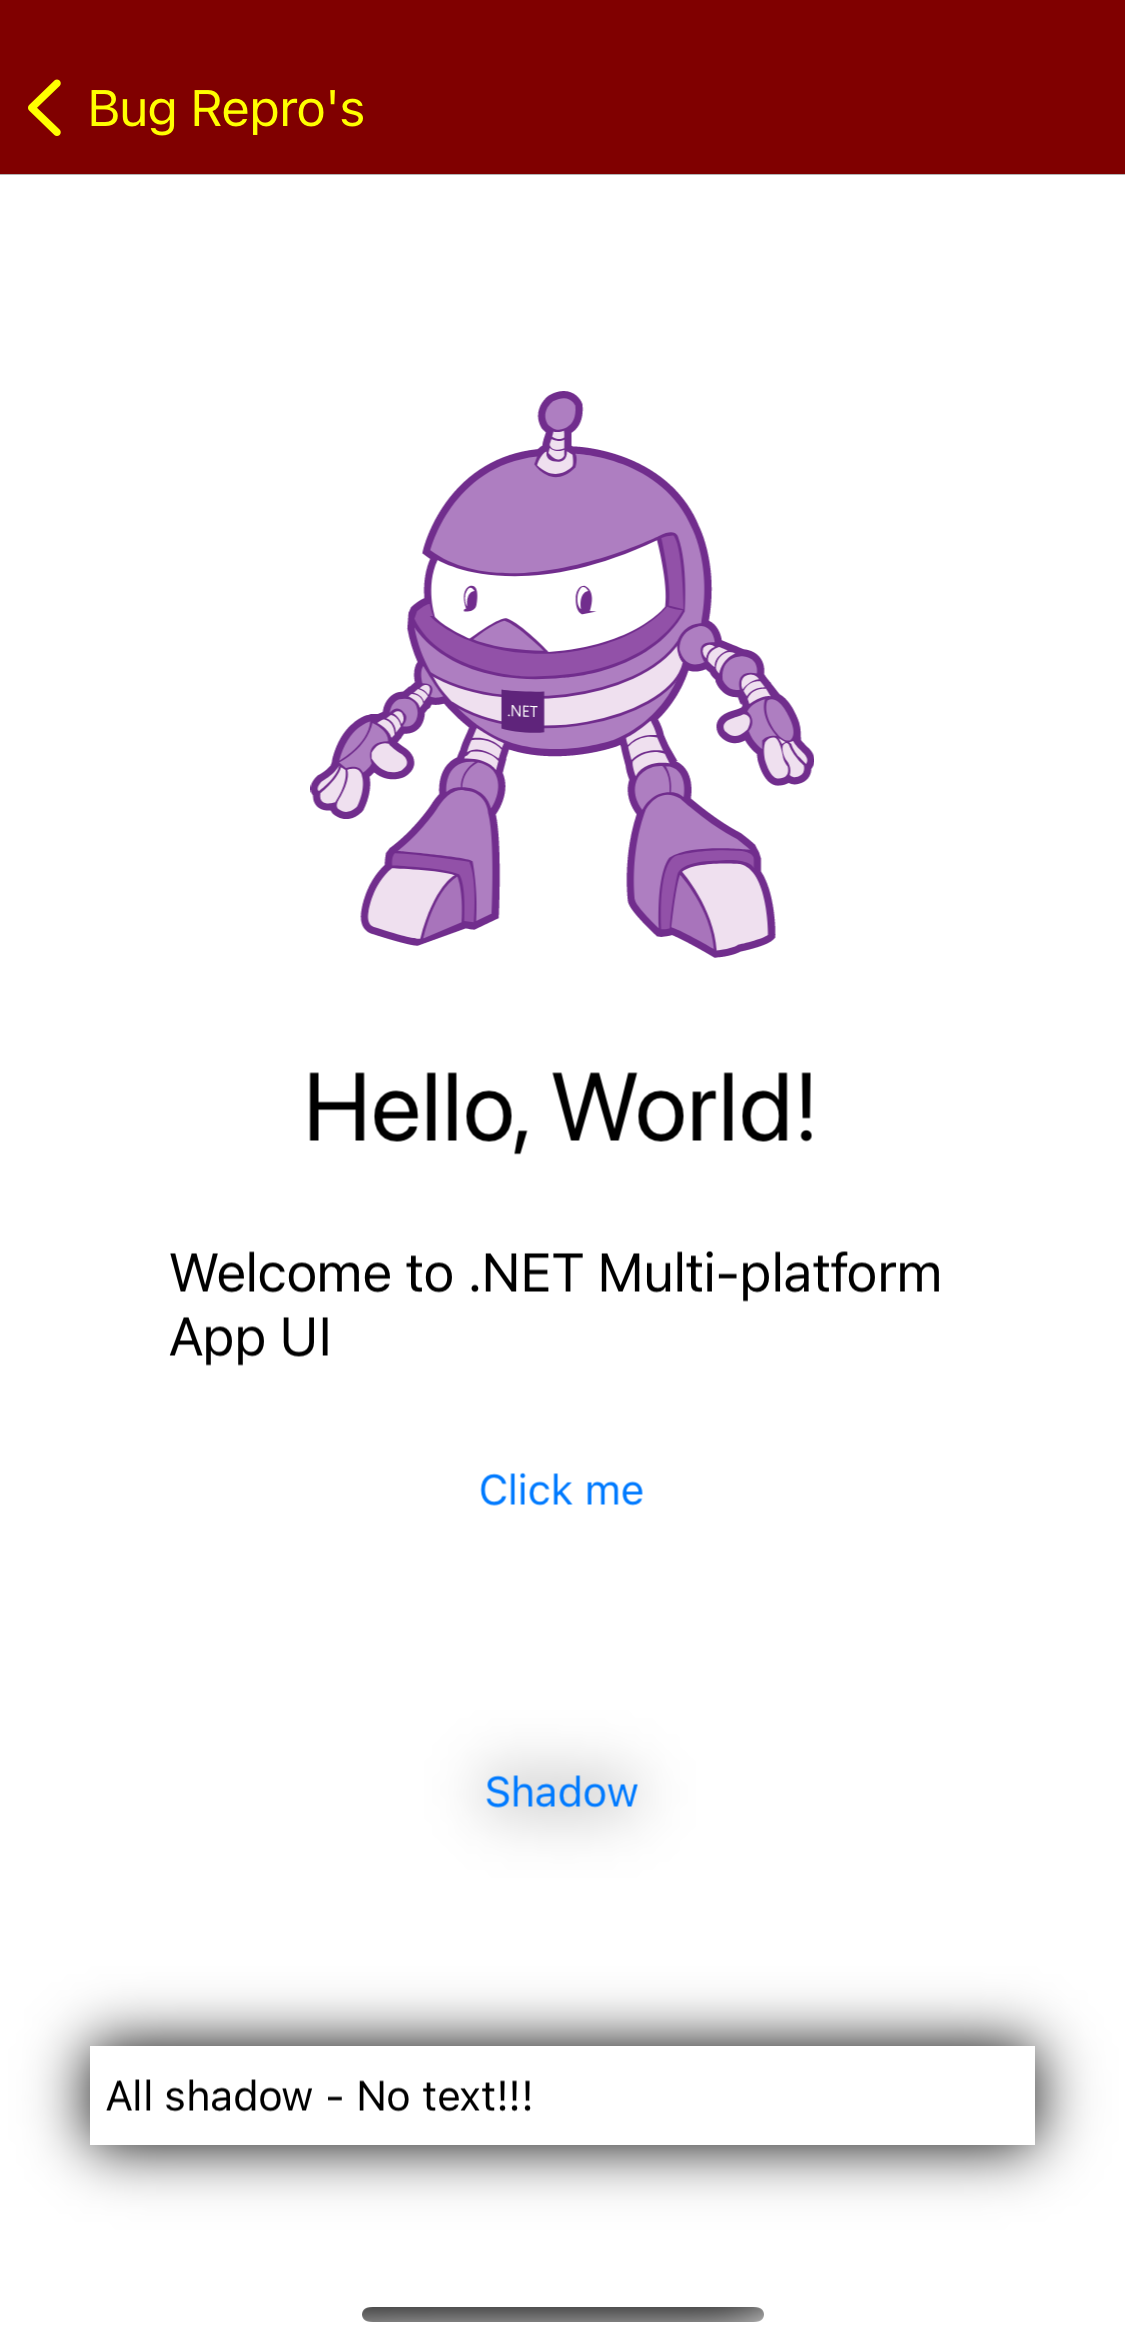 Bug Repro's
.NET
Hello, World!
Welcome to .NET Multi-platform
App UI
Click me
Shadow
All shadow - No text!!!